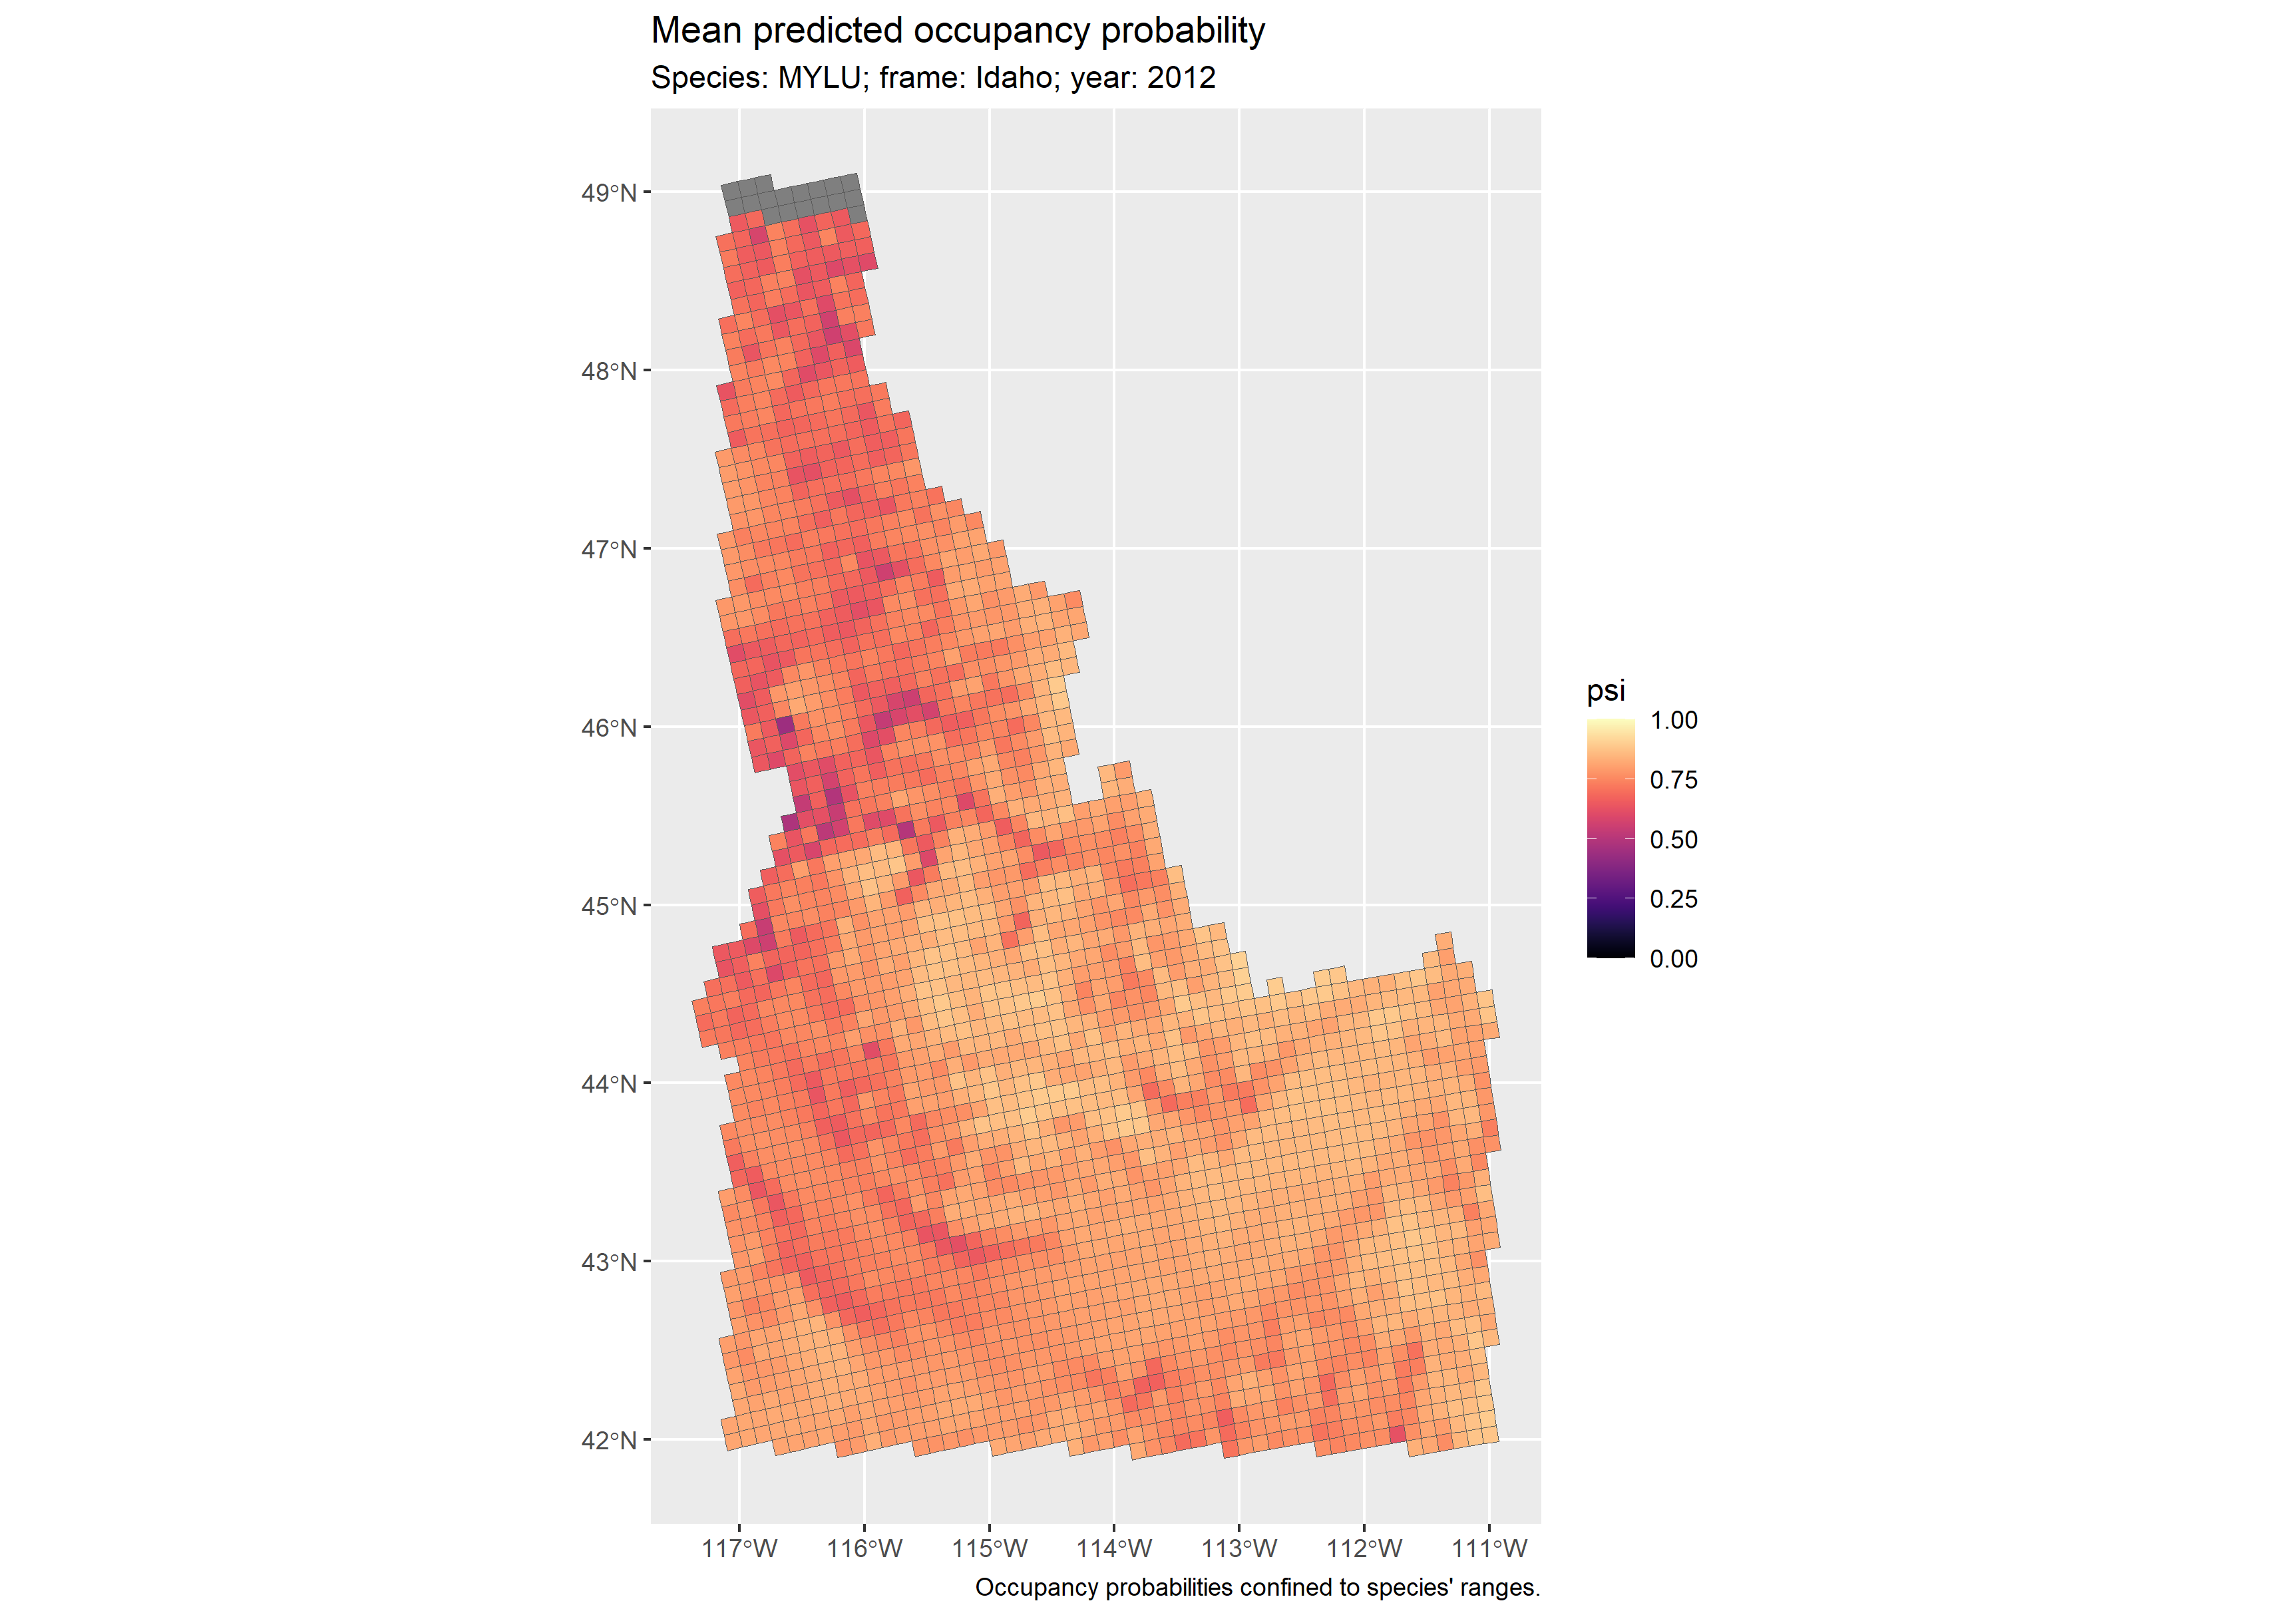 Mean predicted occupancy probability
Species: MYLU; frame: Idaho; year: 2012
49°N
48°N
47°N
46°N
45°N
44°N
43°N
42°N
117°W 116°W 115°W 114°W 113°W 112°W 111°W
psi
1.00
0.75
0.50
0.25
0.00
Occupancy probabilities confined to species' ranges.